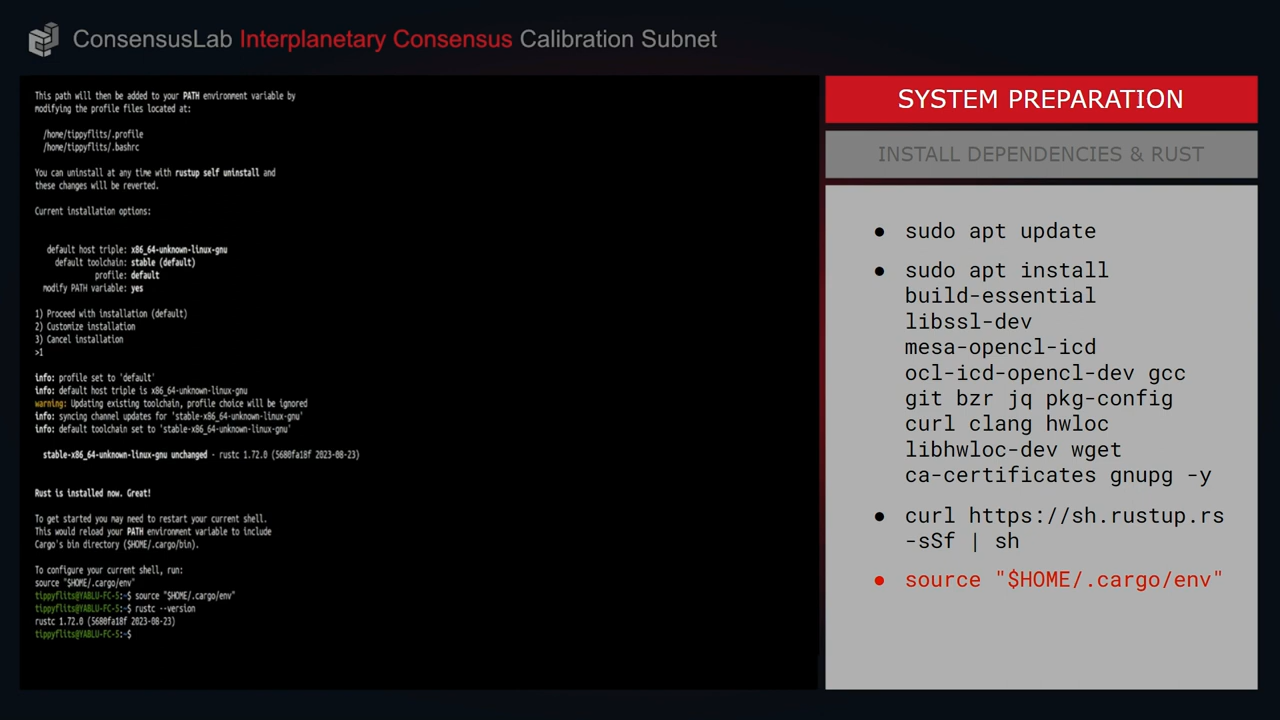 ConsensusLab Interplanetary Consensus Calibration Subnet
This path will then be added to your PATH environment variable by
modifying the profile files located at:
/home/tippyflits/.profile
/home/tippyflits/.bashrc
You can uninstall at any time with rustup self uninstall and
these changes will be reverted.
Current installation options:
default host triple: x86_64-unknown-linux-gnu
default toolchain: stable (default)
profile: default
modify PATH variable: yes
1) Proceed with installation (default)
2) Customize installation
3) Cancel installation
>1
info: profile set to 'default'
info: default host triple is x86_64-unknown-linux-gnu
warning: Updating existing toolchain, profile choice will be ignored
info: syncing channel updates for 'stable-x86_64-unknown-linux-gnu'
info: default toolchain set to 'stable-x86_64-unknown-linux-gnu'
stable-x86_64-unknown-linux-gnu unchanged - rustc 1.72.0 (5680fa18f 2023-08-23)
Rust is installed now. Great!
To get started you may need to restart your current shell.
This would reload your PATH environment variable to include
Cargo's bin directory ($HOME/.cargo/bin).
To configure your current shell, run:
source "$HOME/.cargo/env"
tippyflits@YABLU-FC-5:~$ source "$HOME/.cargo/env"
tippyflits@YABLU-FC-5:~$ rustc --version
rustc 1.72.0 (5680fa18f 2023-08-23)
tippyflits@YABLU-FC-5:~$
SYSTEM PREPARATION
INSTALL DEPENDENCIES & RUST
● sudo apt update
● sudo apt install
build-essential
libssl-dev
mesa-opencl-icd
ocl-icd-opencl-dev gcc
git bzr jq pkg-config
curl clang hwloc
libhwloc-dev wget
ca-certificates gnupg -y
● curl https://sh.rustup.rs
-sSf | sh
● source "$HOME/.cargo/env"